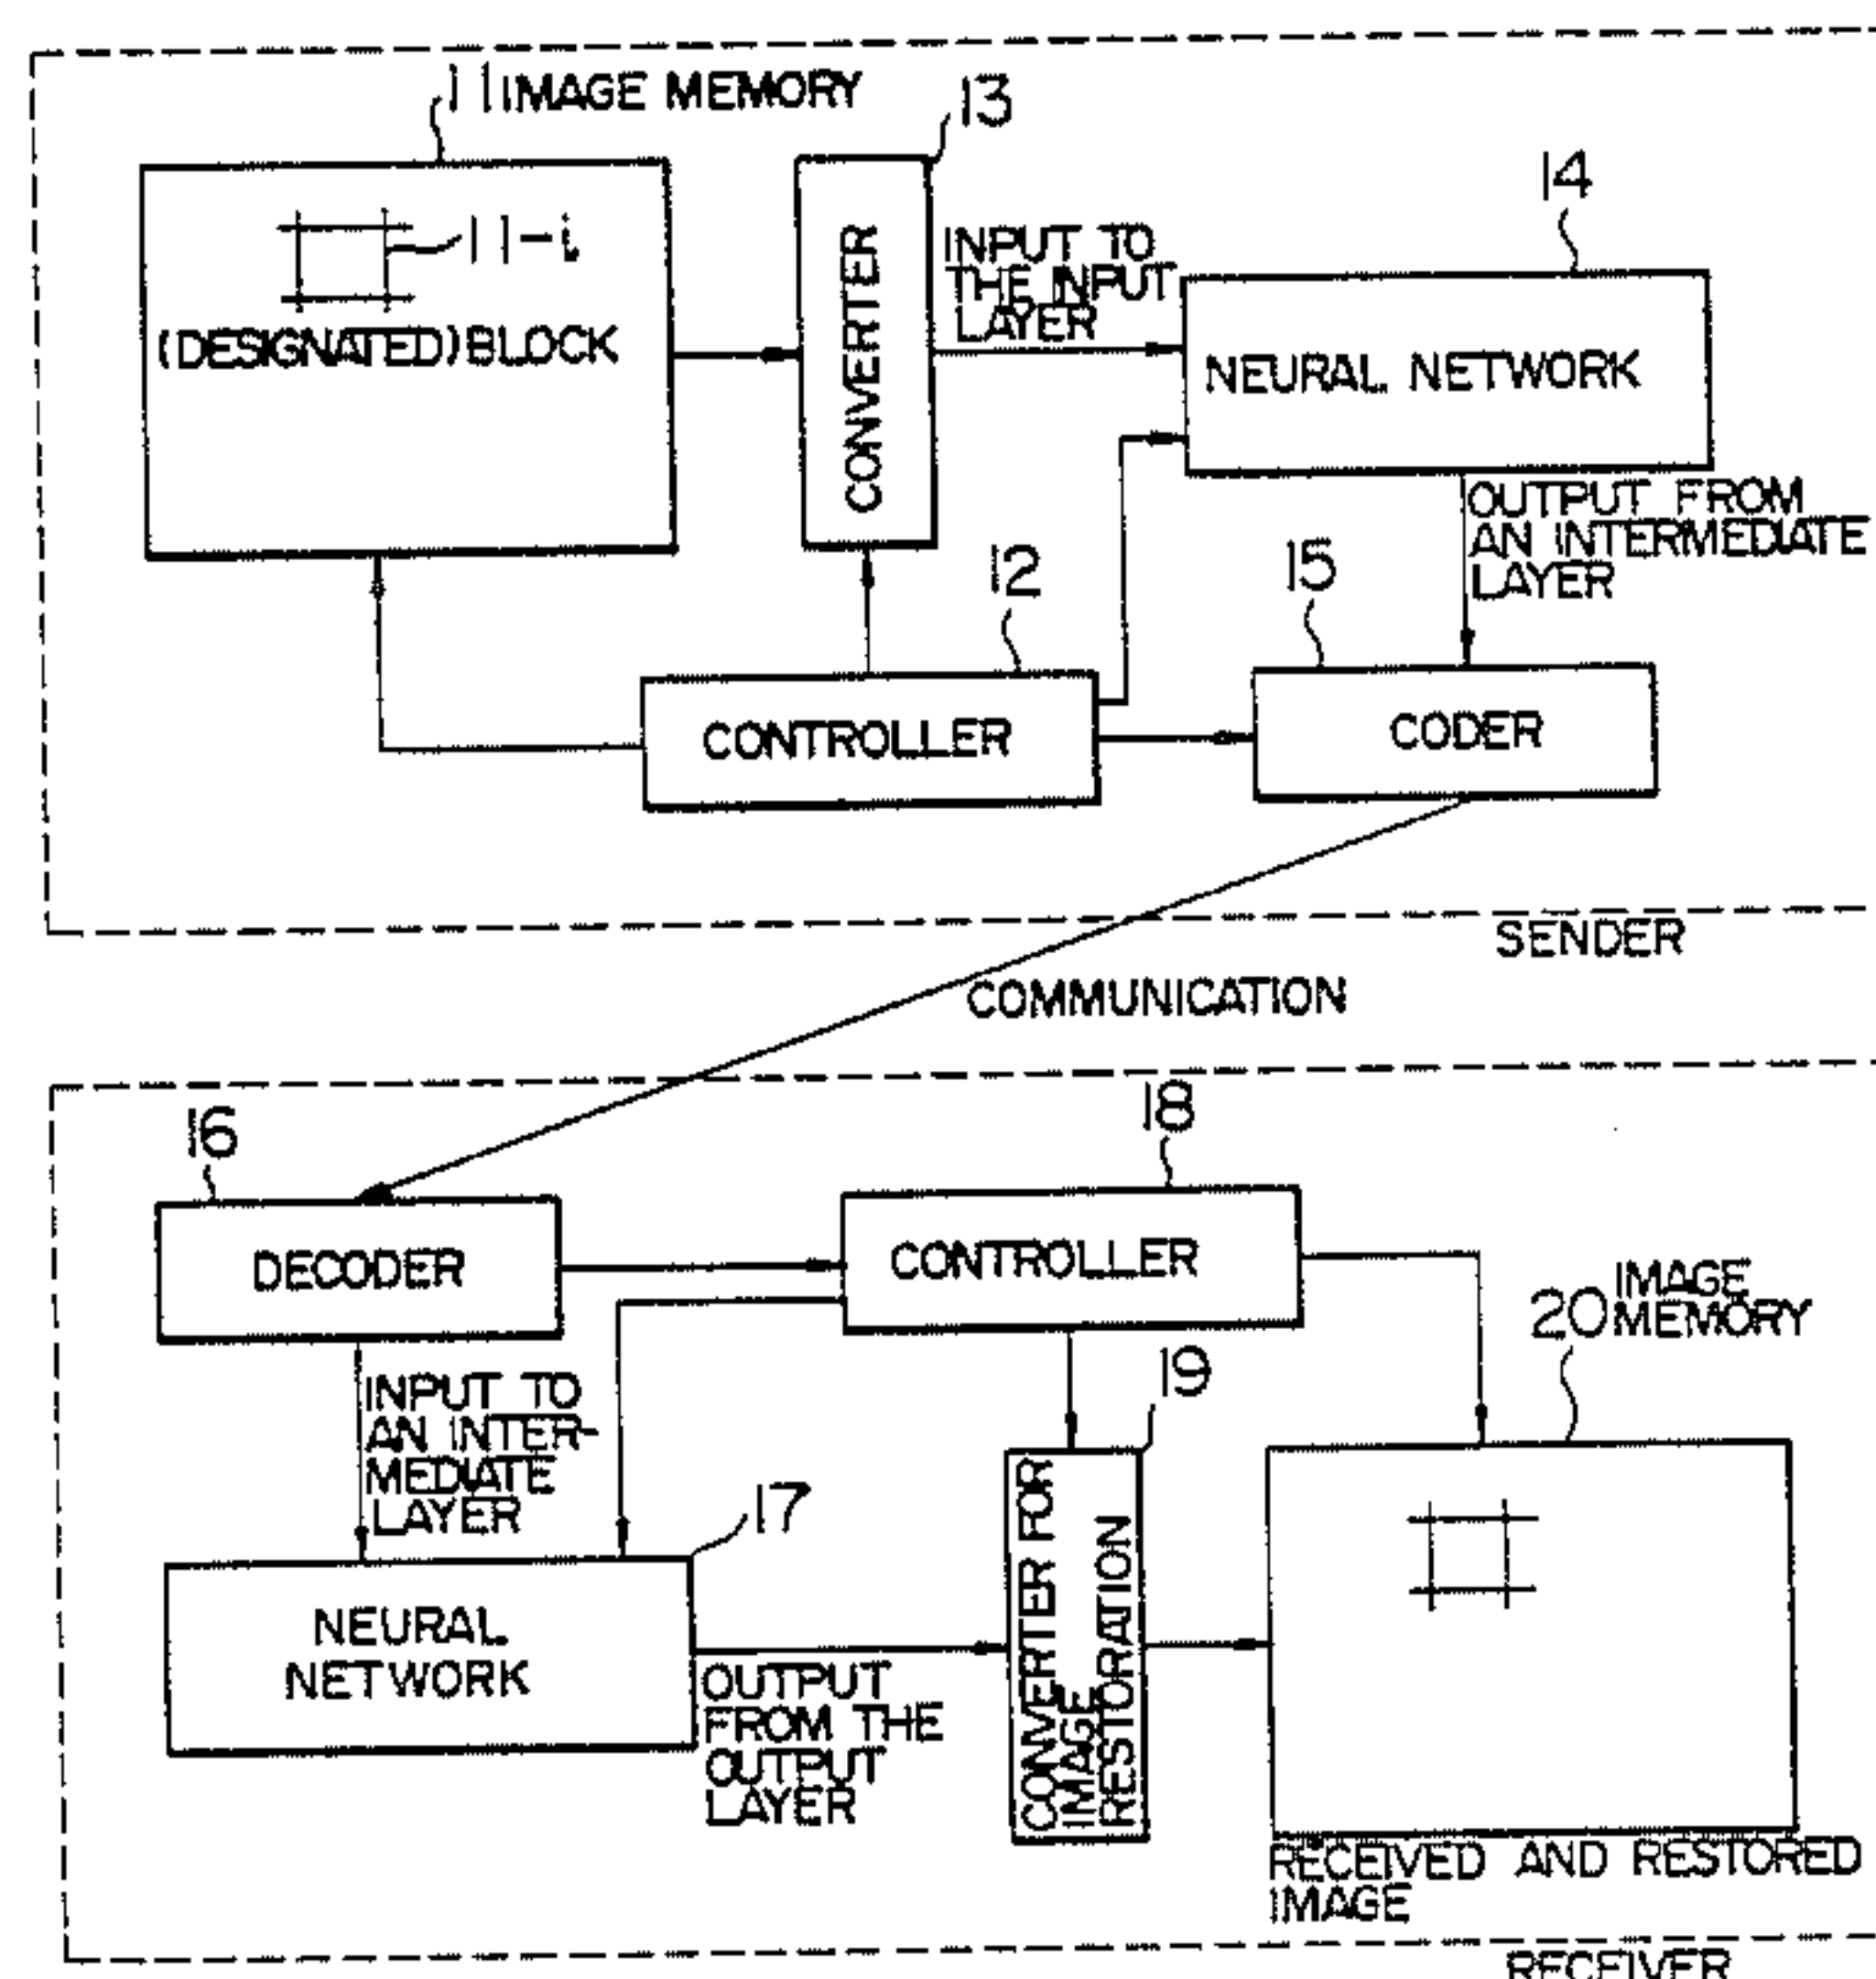 11 IMAGE MEMORY
13
14
11-i
(DESIGNATED) BLOCK
CONVERTER
INPUT TO
THE INPUT
LAYER
NEURAL NETWORK
OUTPUT FROM
AN INTERMEDIATE
LAYER
12
15
CONTROLLER
CODER
SENDER
COMMUNICATION
16
18
DECODER
CONTROLLER
20 IMAGE
MEMORY
INPUT TO
AN INTER-
MEDIATE
LAYER
19
17
NEURAL
NETWORK
OUTPUT
FROM THE
OUTPUT
LAYER
CONVERTER FOR
IMAGE
RESTORATION
RECEIVED AND RESTORED
IMAGE
RECEIVER